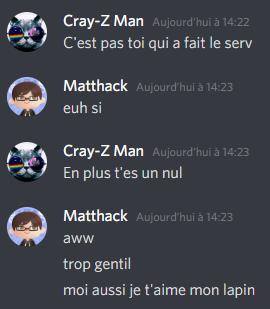 Cray-Z Man Aujourd'hui à 14:22
C'est pas toi qui a fait le serv
Matthack Aujourd'hui à 14:23
euh si
Cray-Z Man Aujourd'hui à 14:23
En plus t'es un nul
Matthack Aujourd'hui à 14:23
aww
trop gentil
moi aussi je t'aime mon lapin